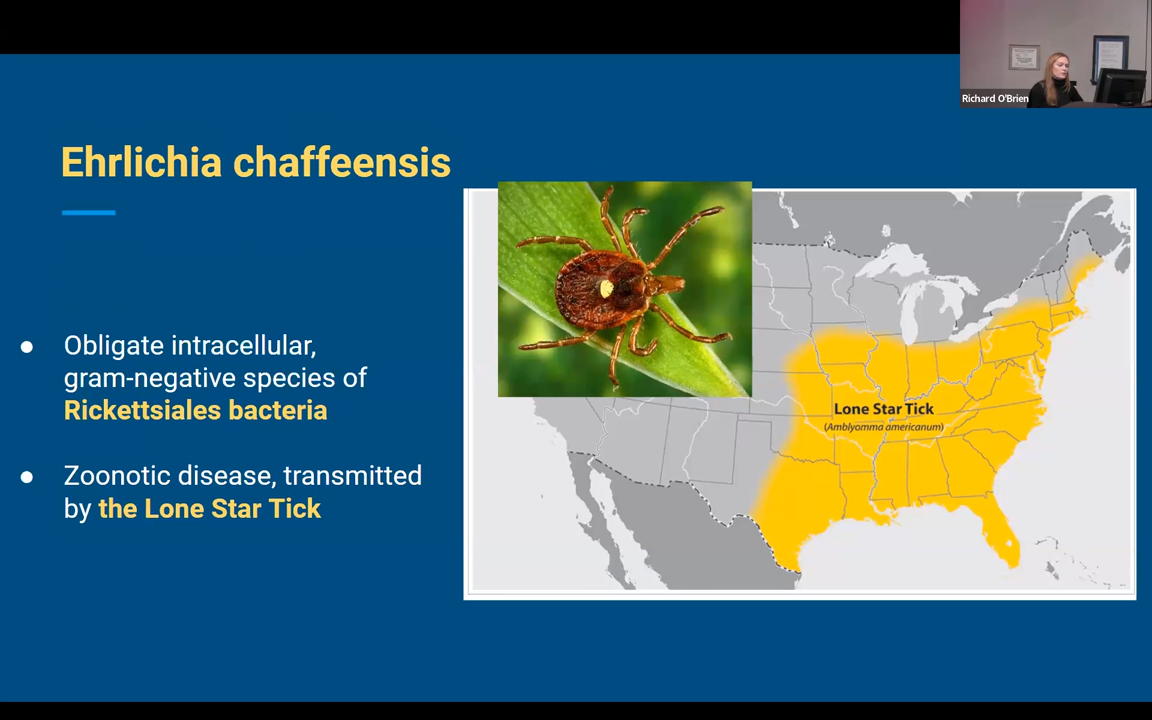 Richard O'Brien
Ehrlichia chaffeensis
● Obligate intracellular,
gram-negative species of
Rickettsiales bacteria
● Zoonotic disease, transmitted
by the Lone Star Tick
Lone Star Tick
(Amblyomma americanum)